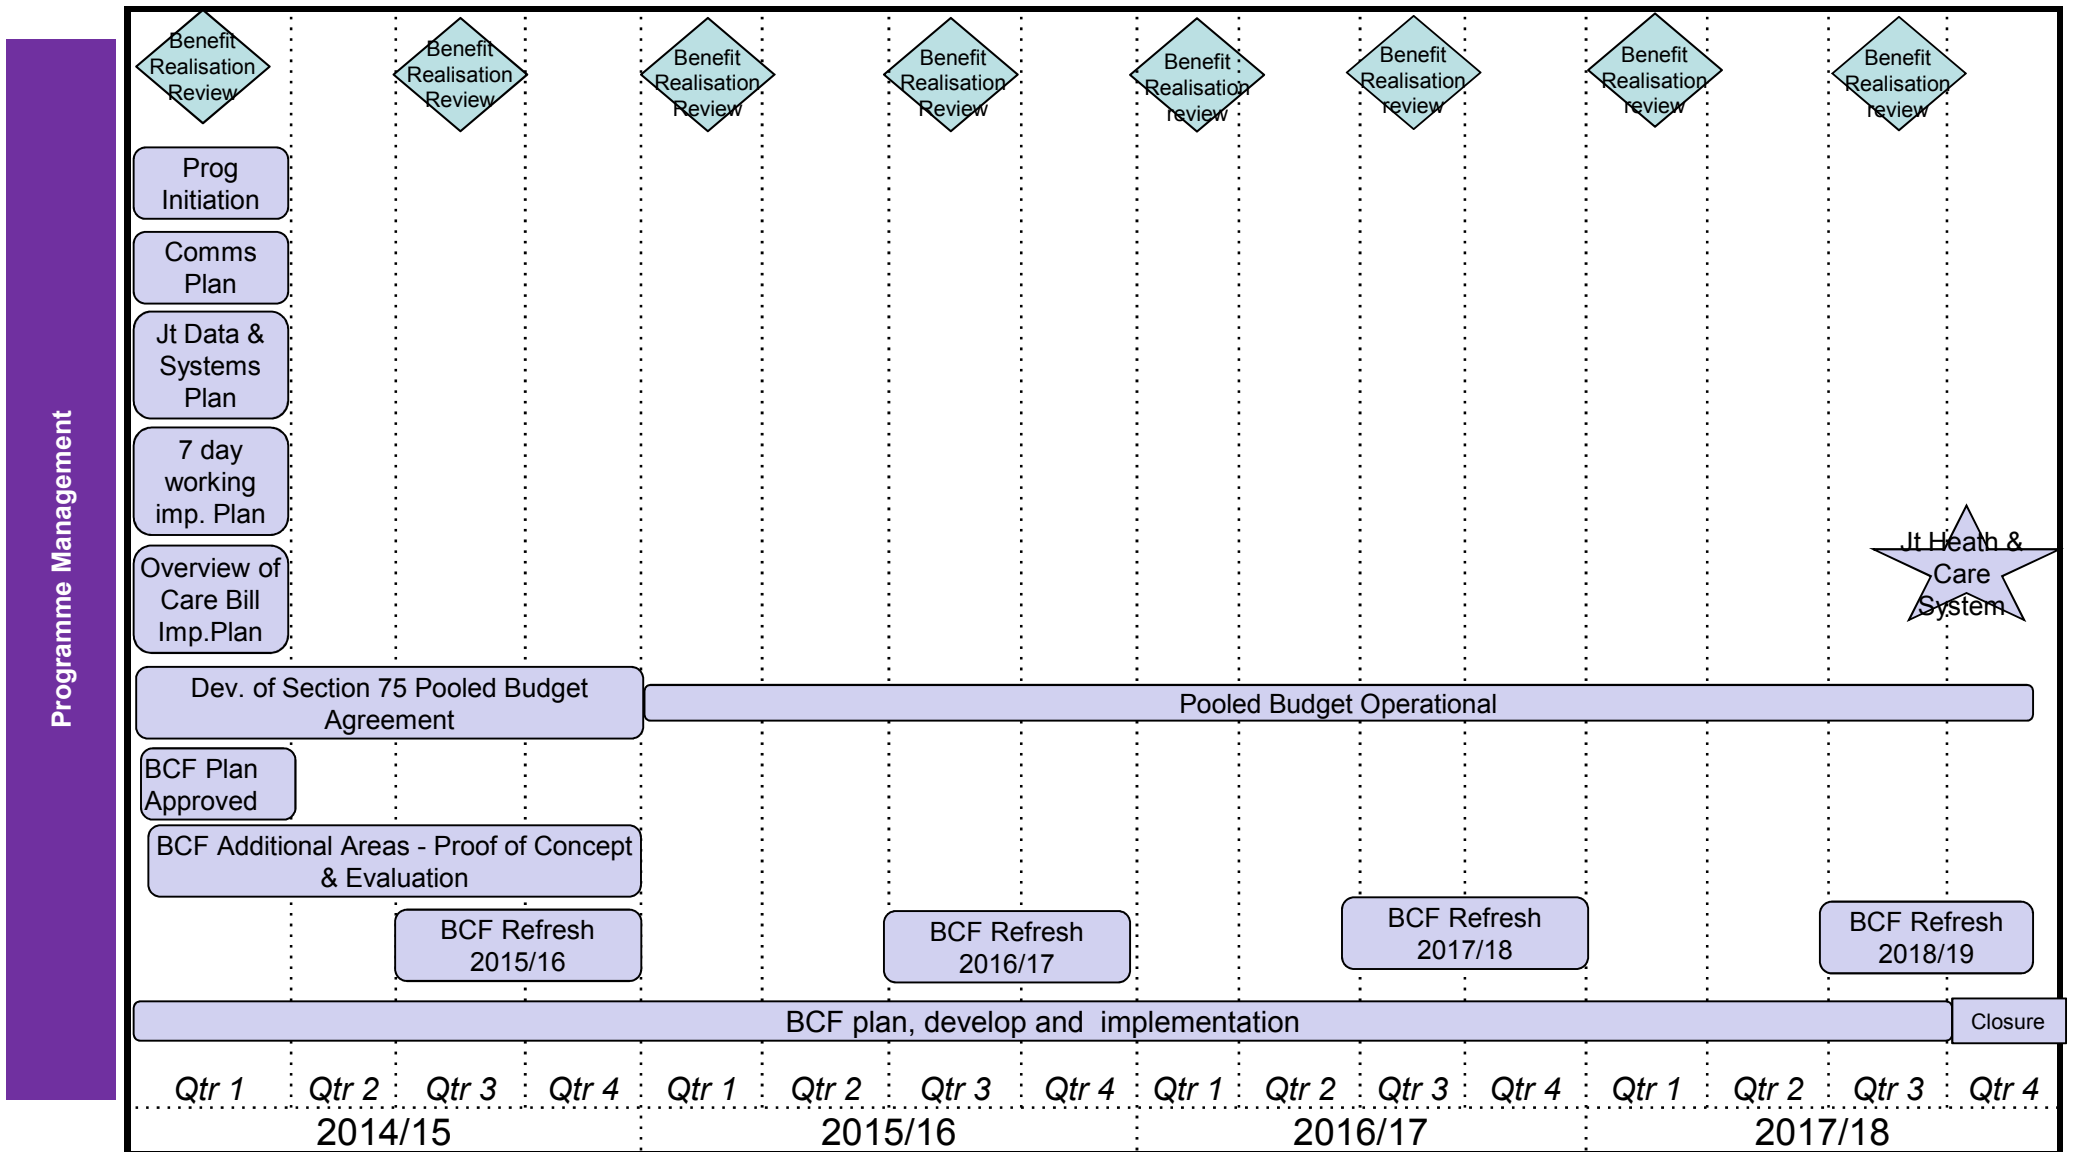 Programme Management
Benefit
Realisation
Review
Benefit
Realisation
Review
Benefit
Realisation
Review
Benefit
Realisation
Review
Benefit
Realisation
review
Benefit
Realisation
review
Benefit
Realisation
review
Benefit
Realisation
review
Prog
Initiation
Comms
Plan
Jt Data &
Systems
Plan
7 day
working
imp. Plan
Overview of
Care Bill
Imp.Plan
Jt Heath &
Care
System
Dev. of Section 75 Pooled Budget
Agreement
Pooled Budget Operational
BCF Plan
Approved
BCF Additional Areas - Proof of Concept
& Evaluation
BCF Refresh
2015/16
BCF Refresh
2016/17
BCF Refresh
2017/18
BCF Refresh
2018/19
BCF plan, develop and  implementation
Closure
Qtr 1 Qtr 2 Qtr 3 Qtr 4 Qtr 1 Qtr 2 Qtr 3 Qtr 4 Qtr 1 Qtr 2 Qtr 3 Qtr 4 Qtr 1 Qtr 2 Qtr 3 Qtr 4
2014/15 2015/16 2016/17 2017/18